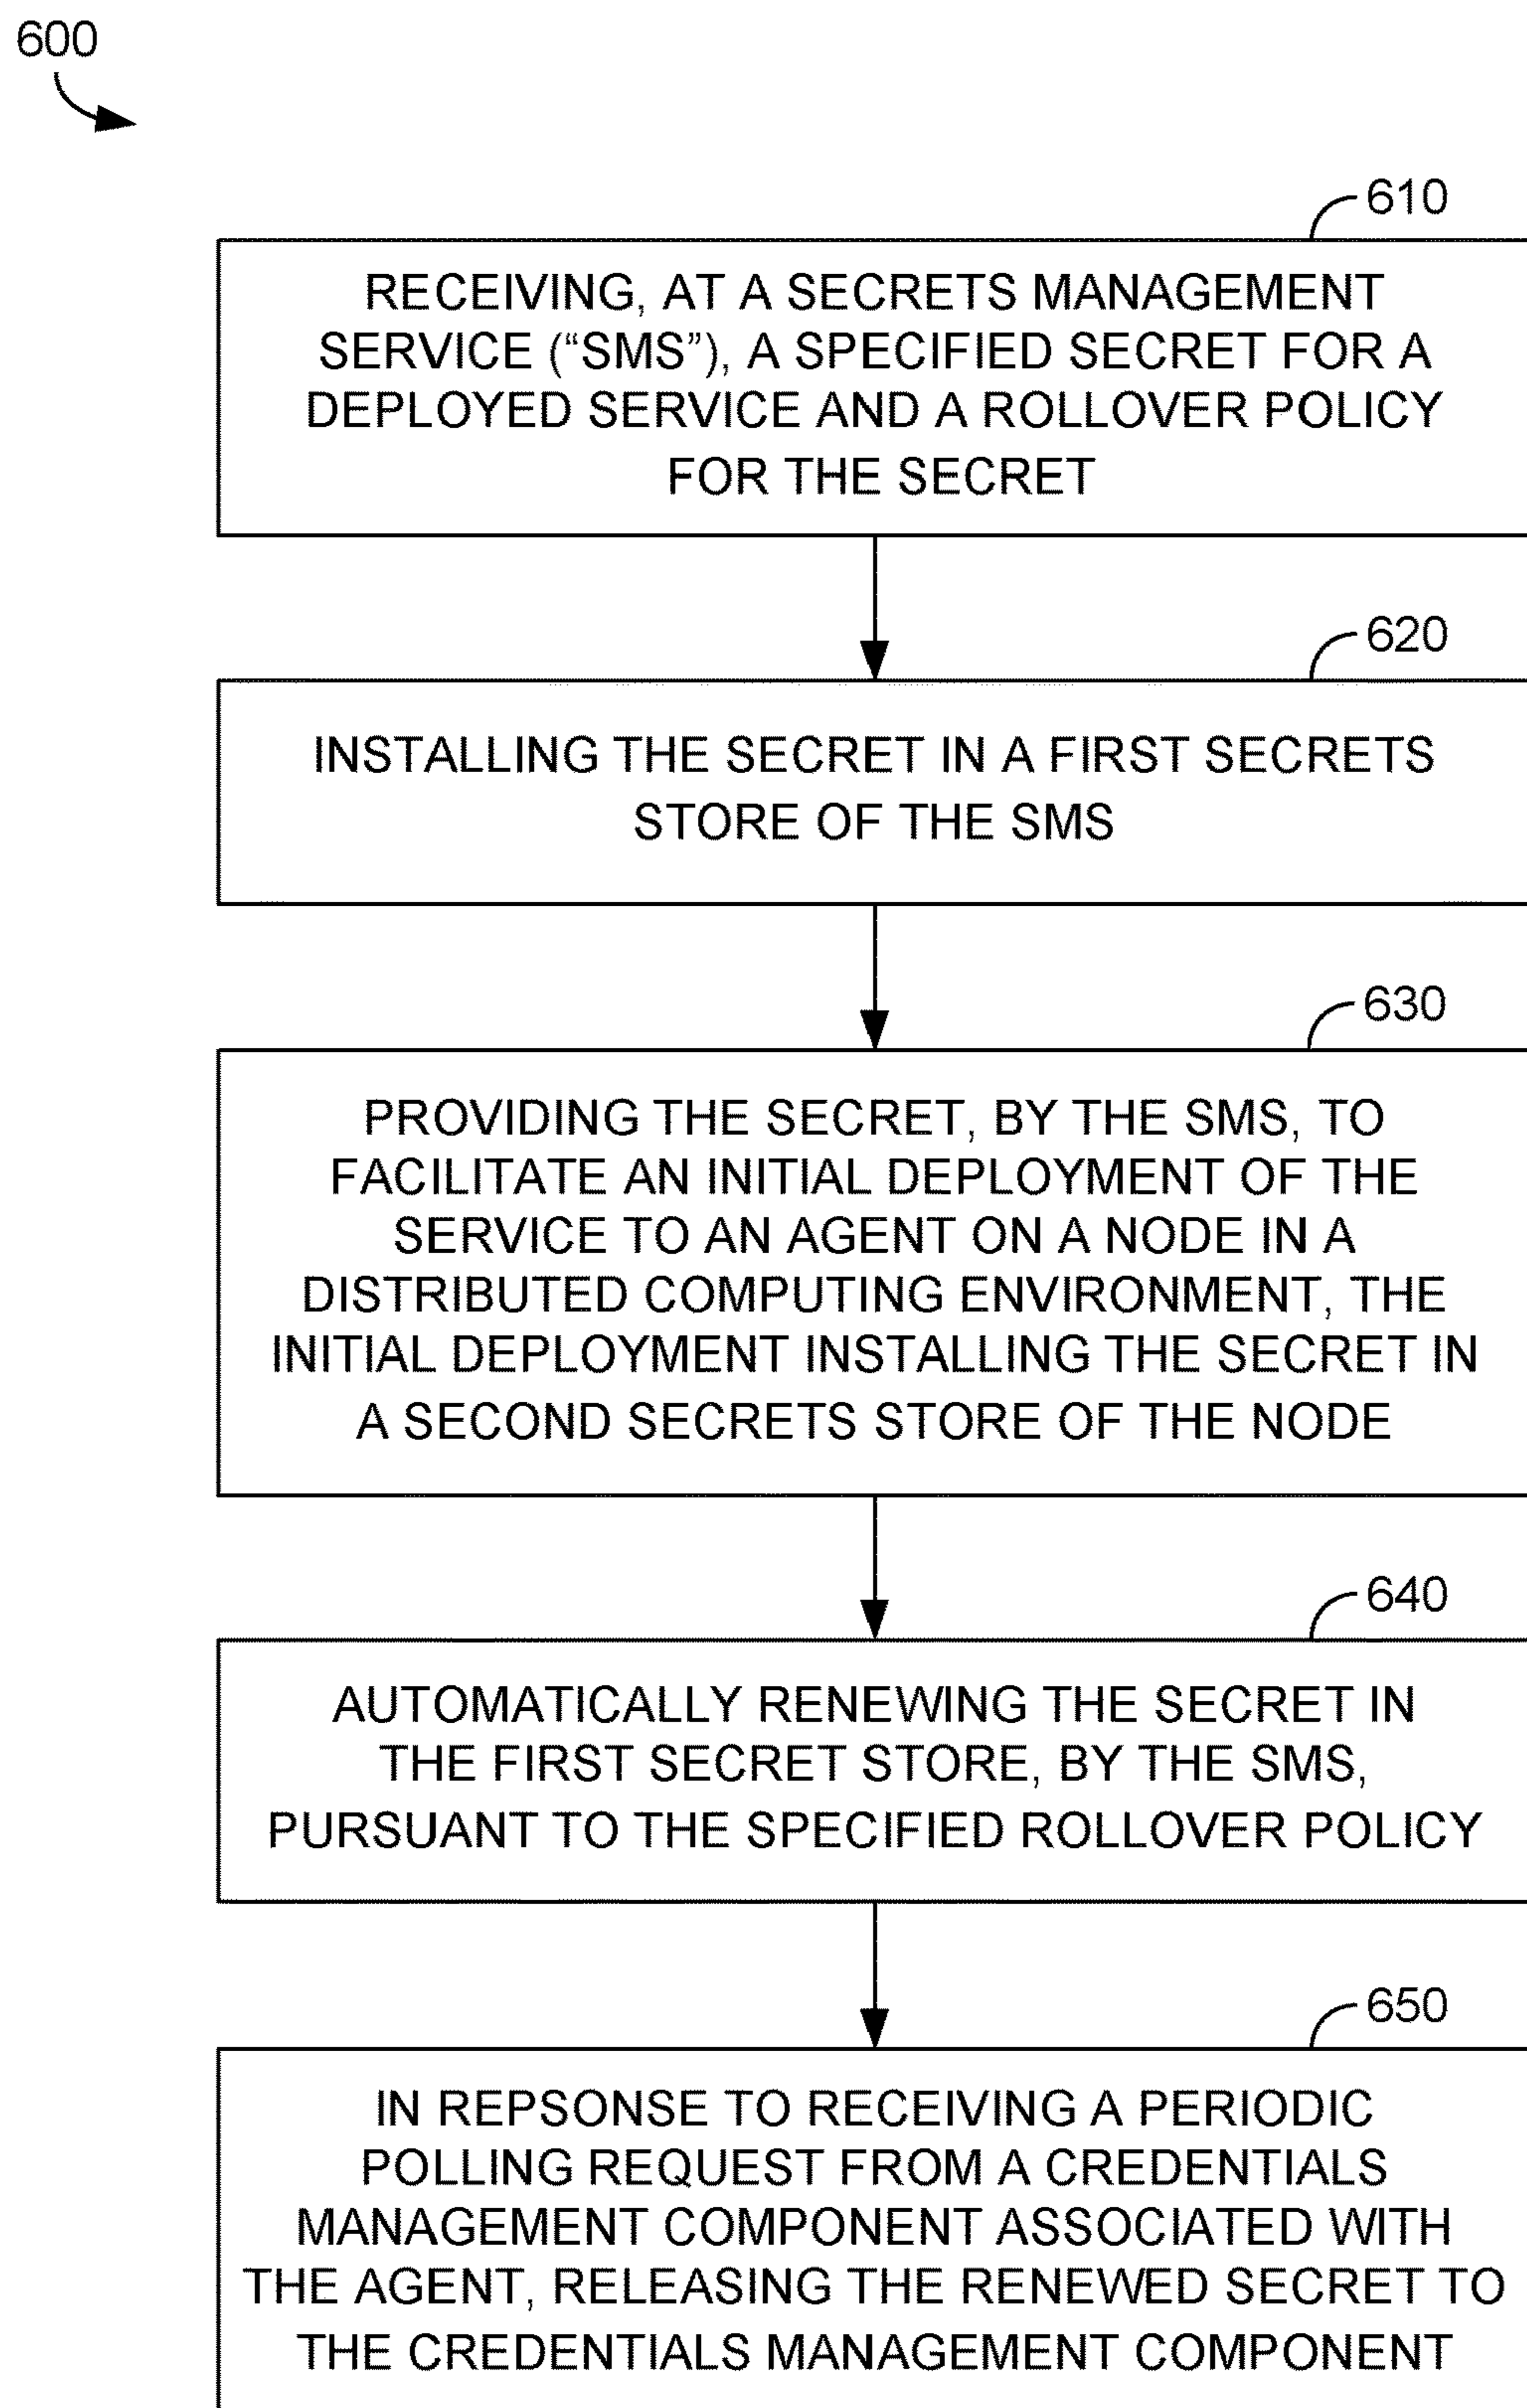 600
610
RECEIVING, AT A SECRETS MANAGEMENT
SERVICE (“SMS”), A SPECIFIED SECRET FOR A
DEPLOYED SERVICE AND A ROLLOVER POLICY
FOR THE SECRET
620
INSTALLING THE SECRET IN A FIRST SECRETS
STORE OF THE SMS
630
PROVIDING THE SECRET, BY THE SMS, TO
FACILITATE AN INITIAL DEPLOYMENT OF THE
SERVICE TO AN AGENT ON A NODE IN A
DISTRIBUTED COMPUTING ENVIRONMENT, THE
INITIAL DEPLOYMENT INSTALLING THE SECRET IN
A SECOND SECRETS STORE OF THE NODE
640
AUTOMATICALLY RENEWING THE SECRET IN
THE FIRST SECRET STORE, BY THE SMS,
PURSUANT TO THE SPECIFIED ROLLOVER POLICY
650
IN REPSONSE TO RECEIVING A PERIODIC
POLLING REQUEST FROM A CREDENTIALS
MANAGEMENT COMPONENT ASSOCIATED WITH
THE AGENT, RELEASING THE RENEWED SECRET TO
THE CREDENTIALS MANAGEMENT COMPONENT